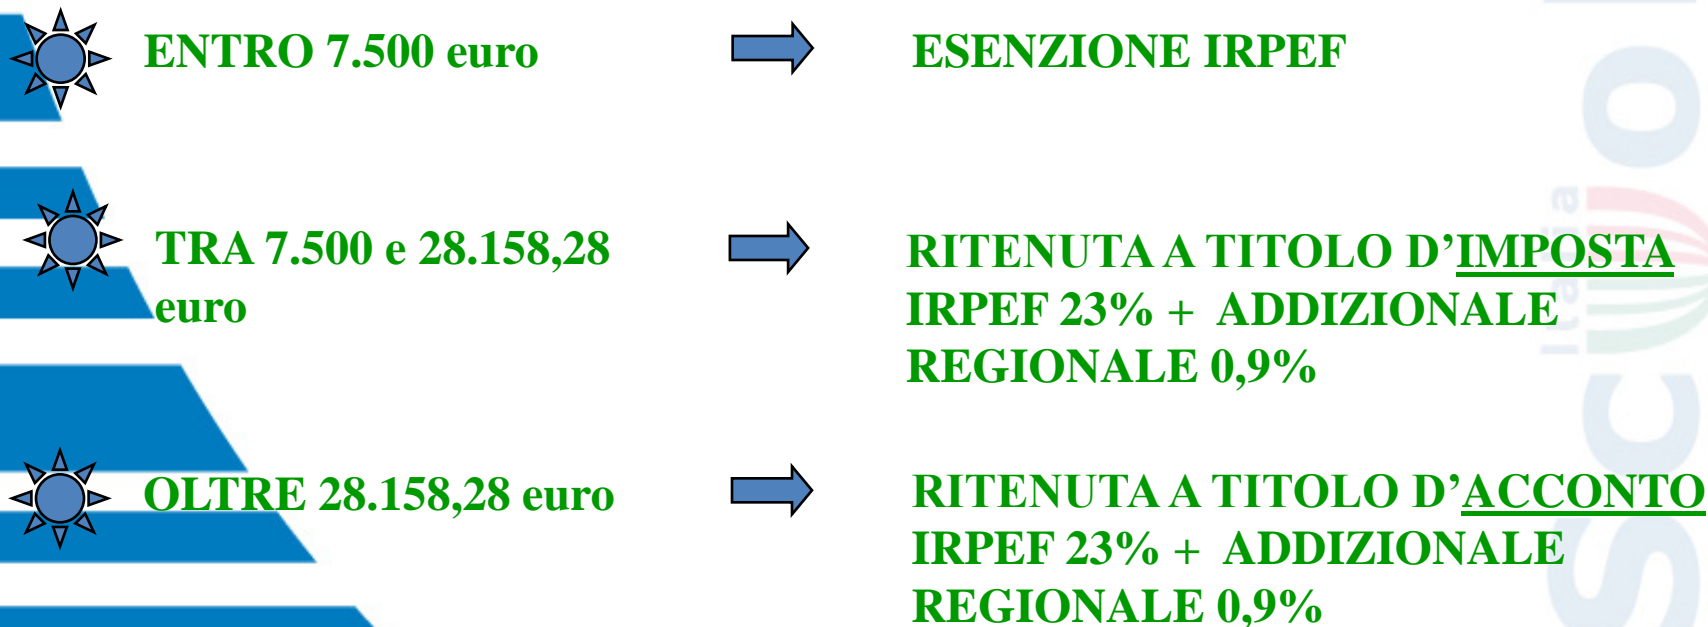 ENTRO 7.500 euro
ESENZIONE IRPEF
TRA 7.500 e 28.158,28
euro
RITENUTA A TITOLO D’IMPOSTA
IRPEF 23% + ADDIZIONALE
REGIONALE 0,9%
OLTRE 28.158,28 euro
RITENUTA A TITOLO D’ACCONTO
IRPEF 23% + ADDIZIONALE
REGIONALE 0,9%